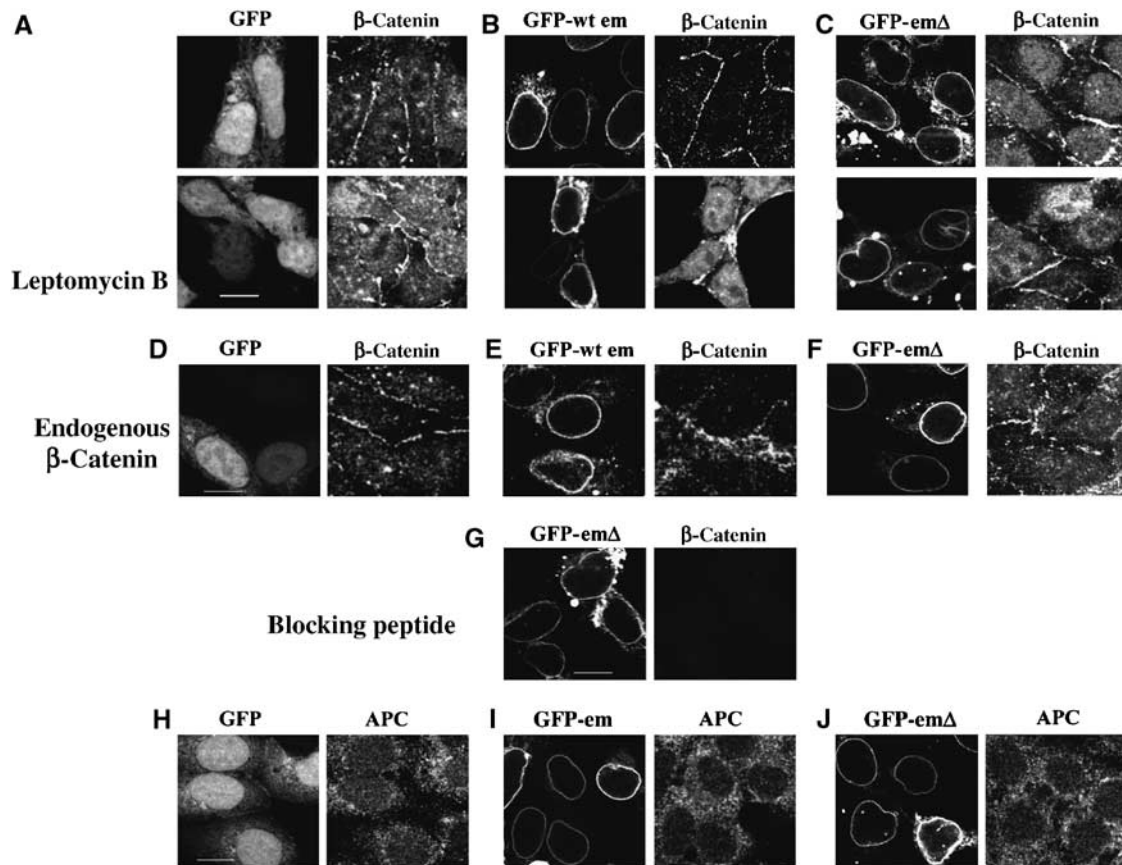 A GFP β-Catenin B GFP-wt em β-Catenin C GFP-emΔ β-Catenin
Leptomycin B
D GFP β-Catenin E GFP-wt em β-Catenin F GFP-emΔ β-Catenin
Endogenous
β-Catenin
G GFP-emΔ β-Catenin
Blocking peptide
H GFP APC I GFP-em APC J GFP-emΔ APC